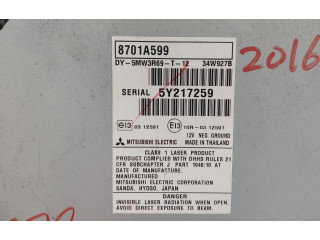 8701A599
DY-5MW3R69-T-12 34W927B
2016
SERIAL 5Y217259
e13 03 12591 E13 10R-03 12591
12V NEG. GROUND
MITSUBISHI ELECTRIC MADE IN THAILAND
CLASS 1 LASER PRODUCT
PRODUCT COMPLIES WITH DHHS RULES 21
CFR SUBCHAPTER J PART 1040:10 AT
DATE OF MANUFACTURE.
MANUFACTURED
MITSUBISHI ELECTRIC CORPORATION
SANDA, HYOGO, JAPAN
DANGER
INVISIBLE LASER RADIATION WHEN OPEN.
AVOID DIRECT EXPOSURE TO BEAM.